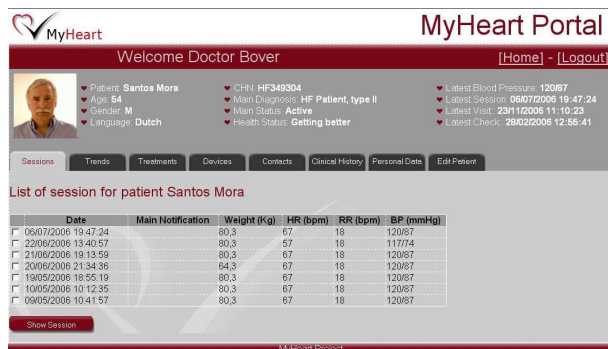 MyHeart
MyHeart Portal
Welcome Doctor Bover
[Home] - [Logout]
Patient: Santos Mora
Age: 54
Gender: M
Language: Dutch
CHN: HF349304
Main Diagnosis: HF Patient, type II
Main Status: Active
Health Status: Getting better
Latest Blood Pressure: 120/87
Latest Session: 06/07/2006 19:47:24
Latest Visit: 23/11/2006 11:10:23
Latest Check: 28/02/2006 12:55:41
Sessions Trends Treatments Devices Contacts Clinical History Personal Data Edit Patient
List of session for patient Santos Mora
Date Main Notification Weight (Kg) HR (bpm) RR (bpm) BP (mmHg)
06/07/2006 19:47:24 80,3 67 18 120/87
22/06/2006 13:40:57 80,3 57 18 117/74
21/06/2006 19:13:59 80,3 67 18 120/87
20/06/2006 21:34:36 64,3 67 18 120/87
19/05/2006 18:55:19 80,3 67 18 120/87
10/05/2006 10:12:35 80,3 67 18 120/87
09/05/2006 10:41:57 80,3 67 18 120/87
Show Session
MyHeart Project